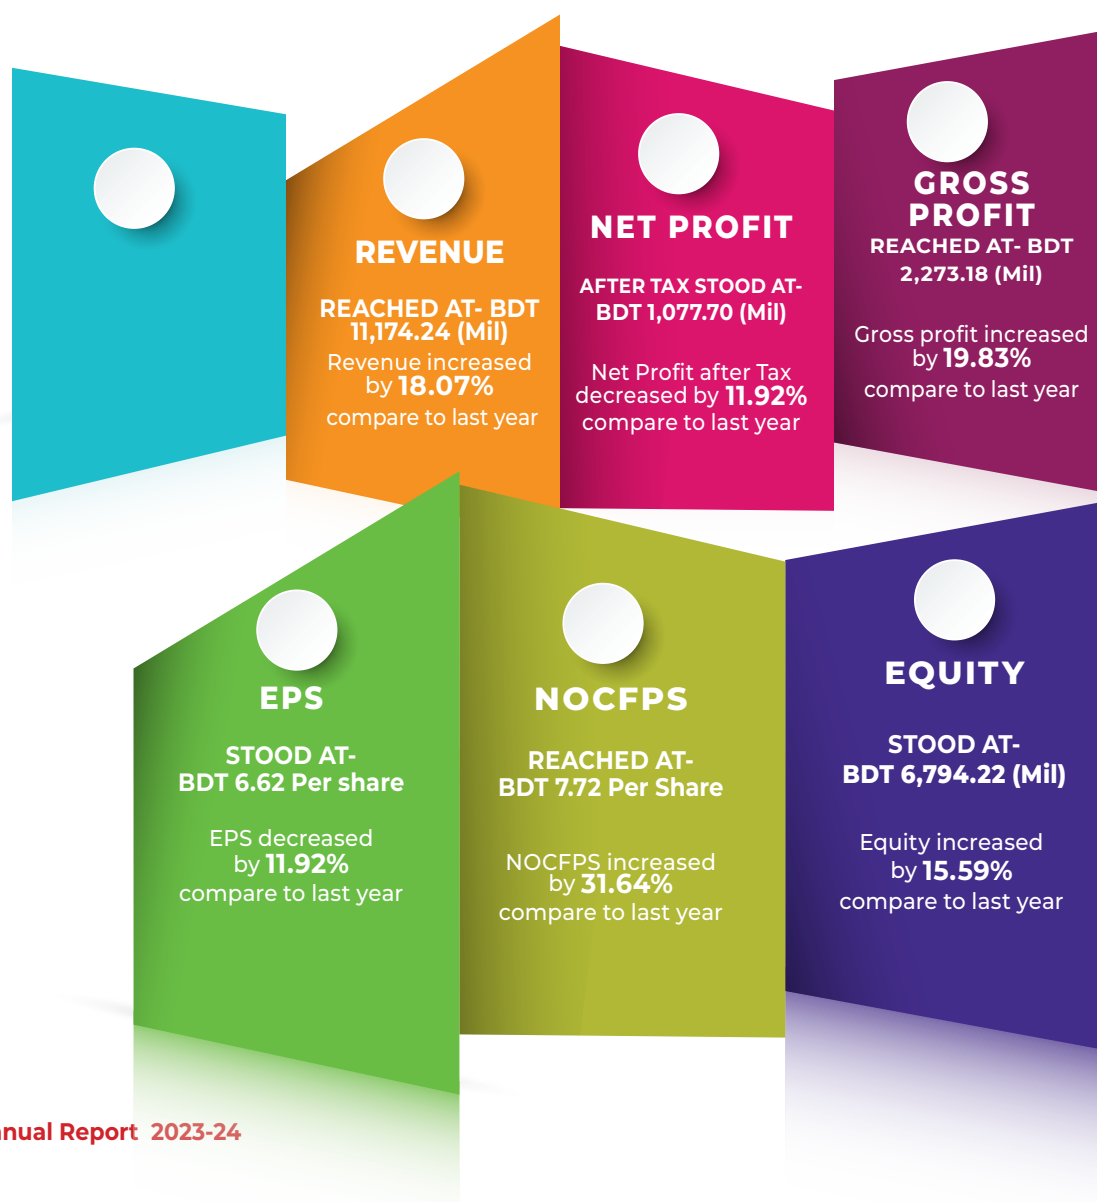 REVENUE
REACHED AT- BDT
11,174.24 (Mil)
Revenue increased
by 18.07%
compare to last year
NET PROFIT
AFTER TAX STOOD AT-
BDT 1,077.70 (Mil)
Net Profit after Tax
decreased by 11.92%
compare to last year
GROSS
PROFIT
REACHED AT- BDT
2,273.18 (Mil)
Gross profit increased
by 19.83%
compare to last year
EPS
STOOD AT-
BDT 6.62 Per share
EPS decreased
by 11.92%
compare to last year
NOCFPS
REACHED AT-
BDT 7.72 Per Share
NOCFPS increased
by 31.64%
compare to last year
EQUITY
STOOD AT-
BDT 6,794.22 (Mil)
Equity increased
by 15.59%
compare to last year
nual Report 2023-24